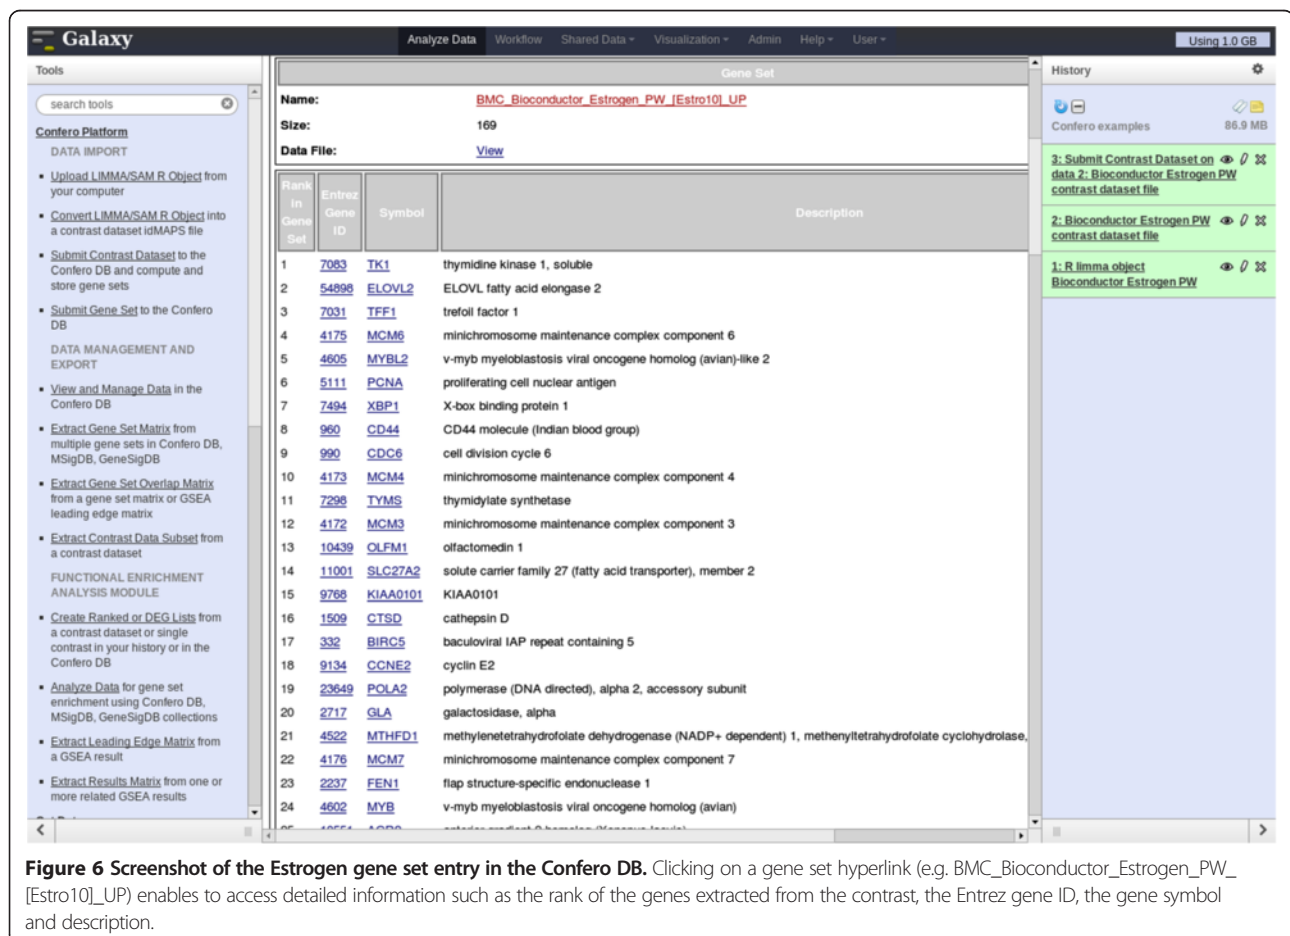 Galaxy
Analyze Data Workflow Shared Data Visualization Admin Help User
Using 1.0 GB
Tools
search tools
Confero Platform
DATA IMPORT
Upload LIMMA/SAM R Object from
your computer
Convert LIMMA/SAM R Object into
a contrast dataset idMAPS file
Submit Contrast Dataset to the
Confero DB and compute and
store gene sets
Submit Gene Set to the Confero
DB
DATA MANAGEMENT AND
EXPORT
View and Manage Data in the
Confero DB
Extract Gene Set Matrix from
multiple gene sets in Confero DB,
MSigDB, GeneSigDB
Extract Gene Set Overlap Matrix
from a gene set matrix or GSEA
leading edge matrix
Extract Contrast Data Subset from
a contrast dataset
FUNCTIONAL ENRICHMENT
ANALYSIS MODULE
Create Ranked or DEG Lists from
a contrast dataset or single
contrast in your history or in the
Confero DB
Analyze Data for gene set
enrichment using Confero DB,
MSigDB, GeneSigDB collections
Extract Leading Edge Matrix from
a GSEA result
Extract Results Matrix from one or
more related GSEA results
Gene Set
Name: BMC_Bioconductor_Estrogen_PW_[Estro10]_UP
Size: 169
Data File: View
Rank in Gene Set Entrez Gene ID Symbol Description
1 7083 TK1 thymidine kinase 1, soluble
2 54898 ELOVL2 ELOVL fatty acid elongase 2
3 7031 TFF1 trefoil factor 1
4 4175 MCM6 minichromosome maintenance complex component 6
5 4605 MYBL2 v-myb myeloblastosis viral oncogene homolog (avian)-like 2
6 5111 PCNA proliferating cell nuclear antigen
7 7494 XBP1 X-box binding protein 1
8 960 CD44 CD44 molecule (Indian blood group)
9 990 CDC6 cell division cycle 6
10 4173 MCM4 minichromosome maintenance complex component 4
11 7298 TYMS thymidylate synthetase
12 4172 MCM3 minichromosome maintenance complex component 3
13 10439 OLFM1 olfactomedin 1
14 11001 SLC27A2 solute carrier family 27 (fatty acid transporter), member 2
15 9768 KIAA0101 KIAA0101
16 1509 CTSD cathepsin D
17 332 BIRC5 baculoviral IAP repeat containing 5
18 9134 CCNE2 cyclin E2
19 23649 POLA2 polymerase (DNA directed), alpha 2, accessory subunit
20 2717 GLA galactosidase, alpha
21 4522 MTHFD1 methylenetetrahydrofolate dehydrogenase (NADP+ dependent) 1, methenyltetrahydrofolate cyclohydrolase,
22 4176 MCM7 minichromosome maintenance complex component 7
23 2237 FEN1 flap structure-specific endonuclease 1
24 4602 MYB v-myb myeloblastosis viral oncogene homolog (avian)
History
Confero examples 86.9 MB
3: Submit Contrast Dataset on
data 2: Bioconductor Estrogen PW
contrast dataset file
2: Bioconductor Estrogen PW
contrast dataset file
1: R limma object
Bioconductor Estrogen PW
Figure 6 Screenshot of the Estrogen gene set entry in the Confero DB. Clicking on a gene set hyperlink (e.g. BMC_Bioconductor_Estrogen_PW_
[Estro10]_UP) enables to access detailed information such as the rank of the genes extracted from the contrast, the Entrez gene ID, the gene symbol
and description.